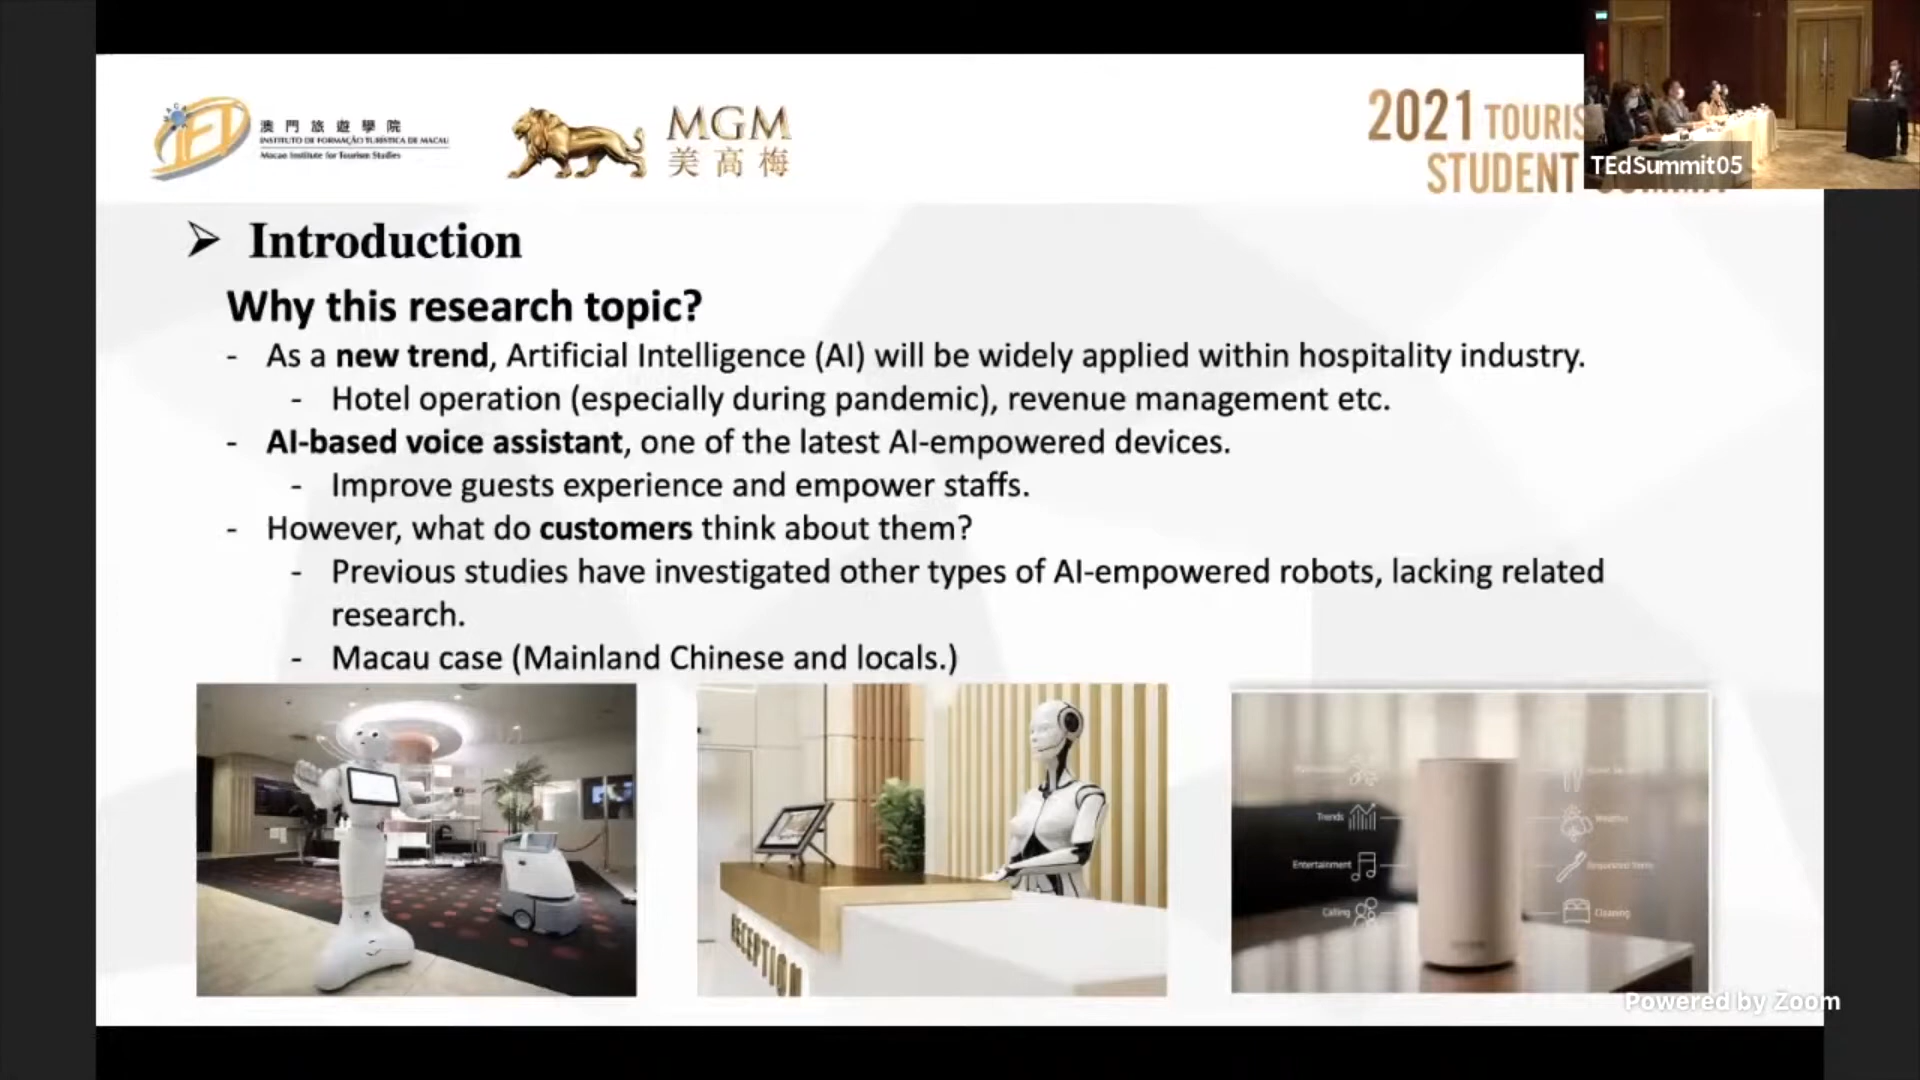 澳門旅遊學院
INSTITUTO DE FORMAÇÃO TURÍSTICA DE MACAU
Macao Institute for Tourism Studies
MGM
美高梅
2021 TOURIS
STUDENT
TEdSummit05
➢ Introduction
Why this research topic?
- As a new trend, Artificial Intelligence (AI) will be widely applied within hospitality industry.
- Hotel operation (especially during pandemic), revenue management etc.
- AI-based voice assistant, one of the latest AI-empowered devices.
- Improve guests experience and empower staffs.
- However, what do customers think about them?
- Previous studies have investigated other types of AI-empowered robots, lacking related
research.
- Macau case (Mainland Chinese and locals.)
RECEPTION
Trends
Weather
Entertainment
Requested Items
Calling
Cleaning
Powered by Zoom